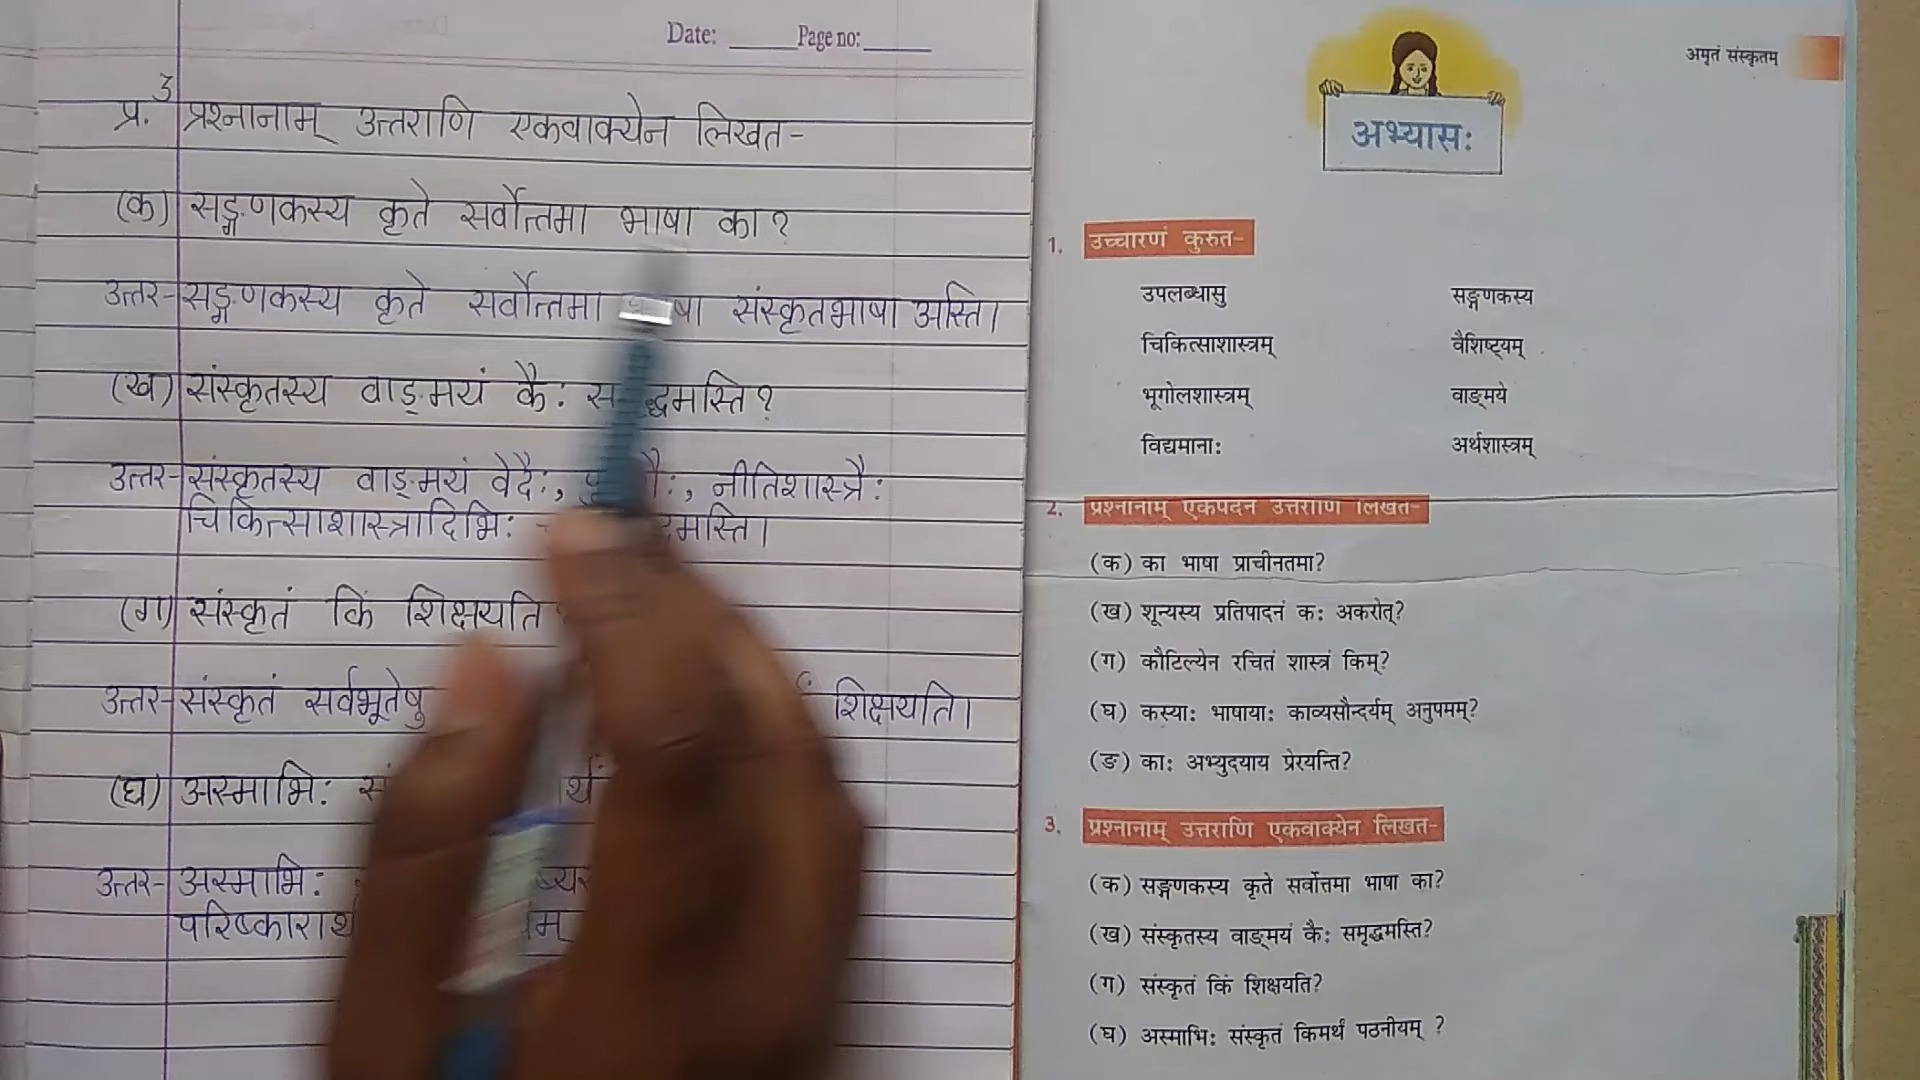 Date: Page no:
प्र. 3 प्रश्नानाम् उत्तराणि एकवाक्येन लिखत-
(क) सङ्गणकस्य कृते सर्वोत्तमा भाषा का?
उत्तर- सङ्गणकस्य कृते सर्वोत्तमा संस्कृतभाषा अस्ति।
(ख) संस्कृतस्य वाङ्मयं कैः
उत्तर- संस्कृतस्य वाङ्मयं वेदैः, नीतिशास्त्रैः
चिकित्साशास्त्रादिभिः
(ग) संस्कृतं किं शिक्षयति
उत्तर- संस्कृतं सर्वभूतेषु शिक्षयति।
(घ) अस्माभिः
उत्तर- अस्माभिः
अमृतं संस्कृतम्
अभ्यासः
1. उच्चारणं कुरुत-
उपलब्धासु सङ्गणकस्य
चिकित्साशास्त्रम् वैशिष्ट्यम्
भूगोलशास्त्रम् वाङ्मये
विद्यमानाः अर्थशास्त्रम्
2. प्रश्नानाम् एकपदेन उत्तराणि लिखत-
(क) का भाषा प्राचीनतमा?
(ख) शून्यस्य प्रतिपादनं कः अकरोत्?
(ग) कौटिल्येन रचितं शास्त्रं किम्?
(घ) कस्याः भाषायाः काव्यसौन्दर्यम् अनुपमम्?
(ङ) काः अभ्युदयाय प्रेरयन्ति?
3. प्रश्नानाम् उत्तराणि एकवाक्येन लिखत-
(क) सङ्गणकस्य कृते सर्वोत्तमा भाषा का?
(ख) संस्कृतस्य वाङ्मयं कैः समृद्धमस्ति?
(ग) संस्कृतं किं शिक्षयति?
(घ) अस्माभिः संस्कृतं किमर्थं पठनीयम् ?